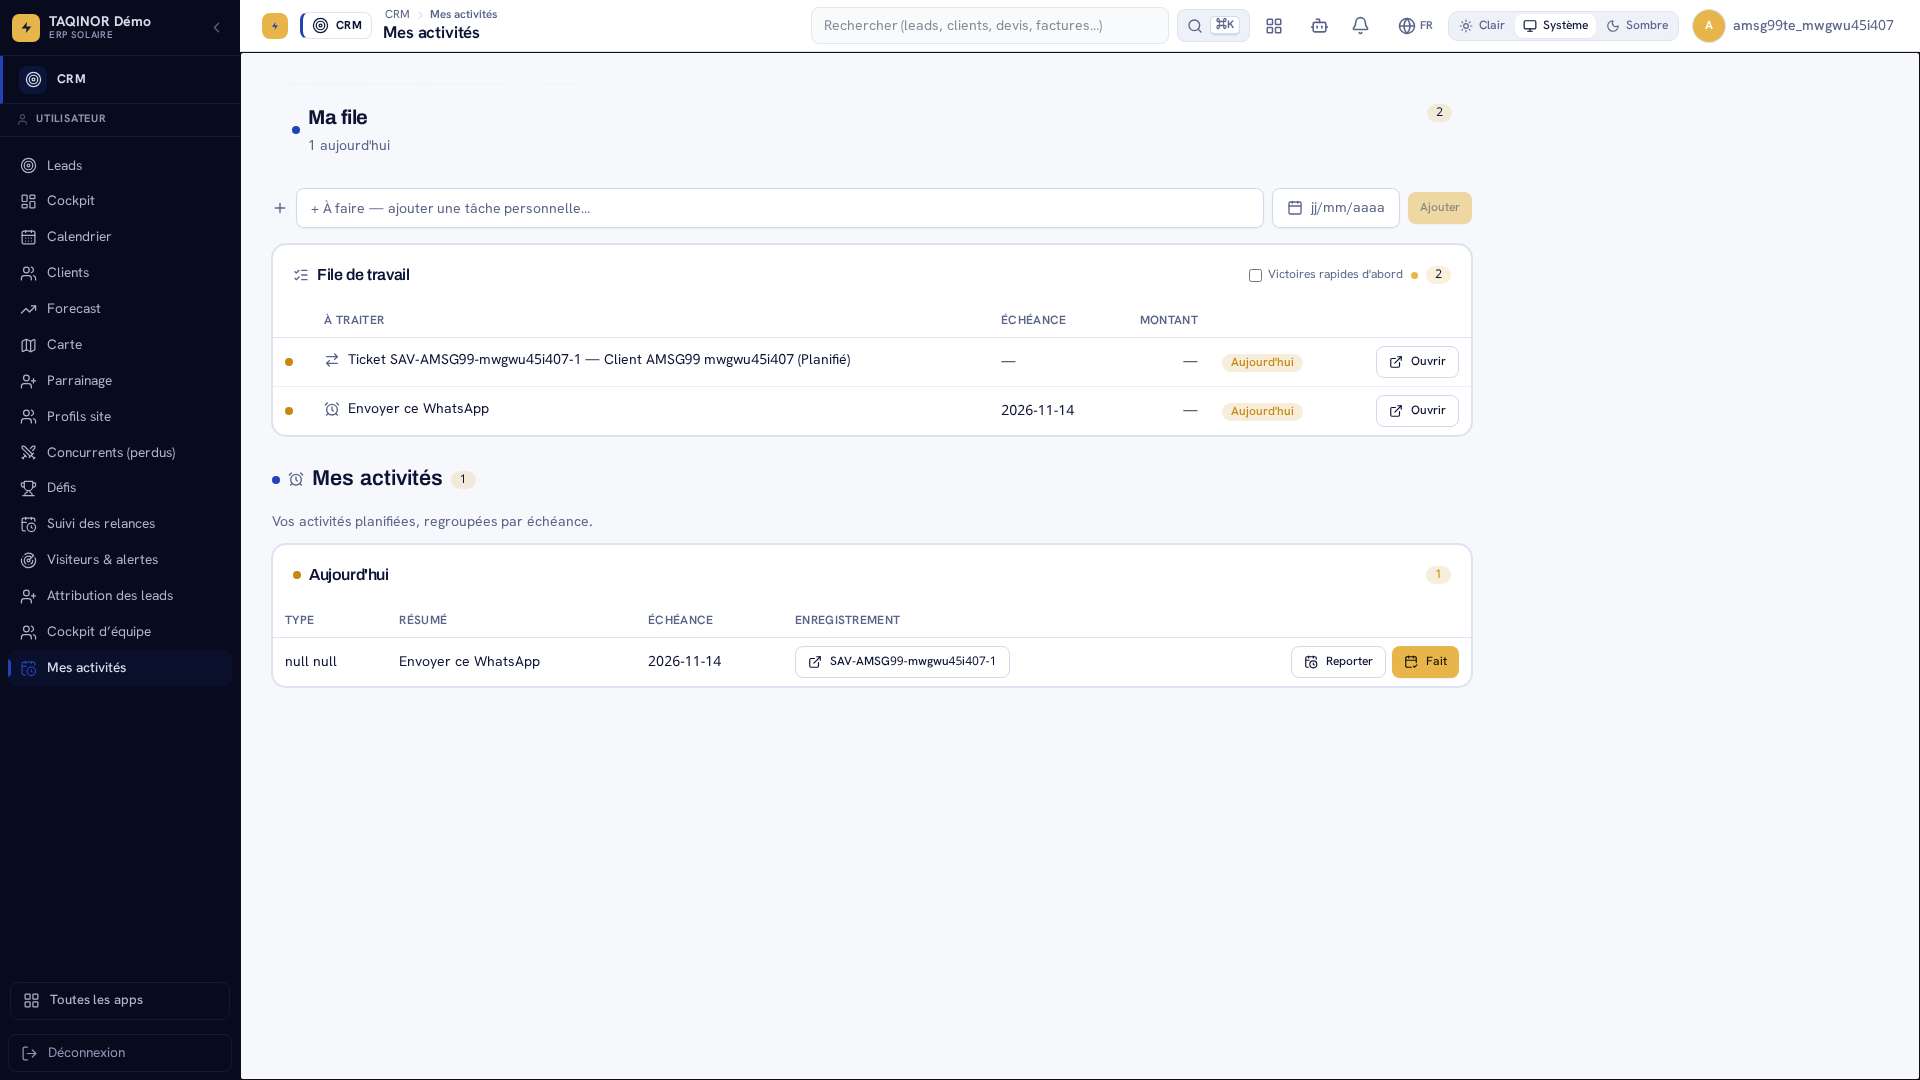 TAQINOR Démo
ERP SOLAIRE
CRM
UTILISATEUR
Leads
Cockpit
Calendrier
Clients
Forecast
Carte
Parrainage
Profils site
Concurrents (perdus)
Défis
Suivi des relances
Visiteurs & alertes
Attribution des leads
Cockpit d’équipe
Mes activités
Toutes les apps
Déconnexion
CRM
CRM > Mes activités
Mes activités
Rechercher (leads, clients, devis, factures...)
⌘K
FR
Clair
Système
Sombre
A
amsg99te_mwgwu45i407
Ma file
2
1 aujourd'hui
+ À faire — ajouter une tâche personnelle...
jj/mm/aaaa
Ajouter
File de travail
Victoires rapides d'abord
2
À TRAITER ÉCHÉANCE MONTANT
Ticket SAV-AMSG99-mwgwu45i407-1 — Client AMSG99 mwgwu45i407 (Planifié) — — Aujourd'hui Ouvrir
Envoyer ce WhatsApp 2026-11-14 — Aujourd'hui Ouvrir
Mes activités 1
Vos activités planifiées, regroupées par échéance.
Aujourd'hui 1
TYPE RÉSUMÉ ÉCHÉANCE ENREGISTREMENT
null null Envoyer ce WhatsApp 2026-11-14 SAV-AMSG99-mwgwu45i407-1 Reporter Fait